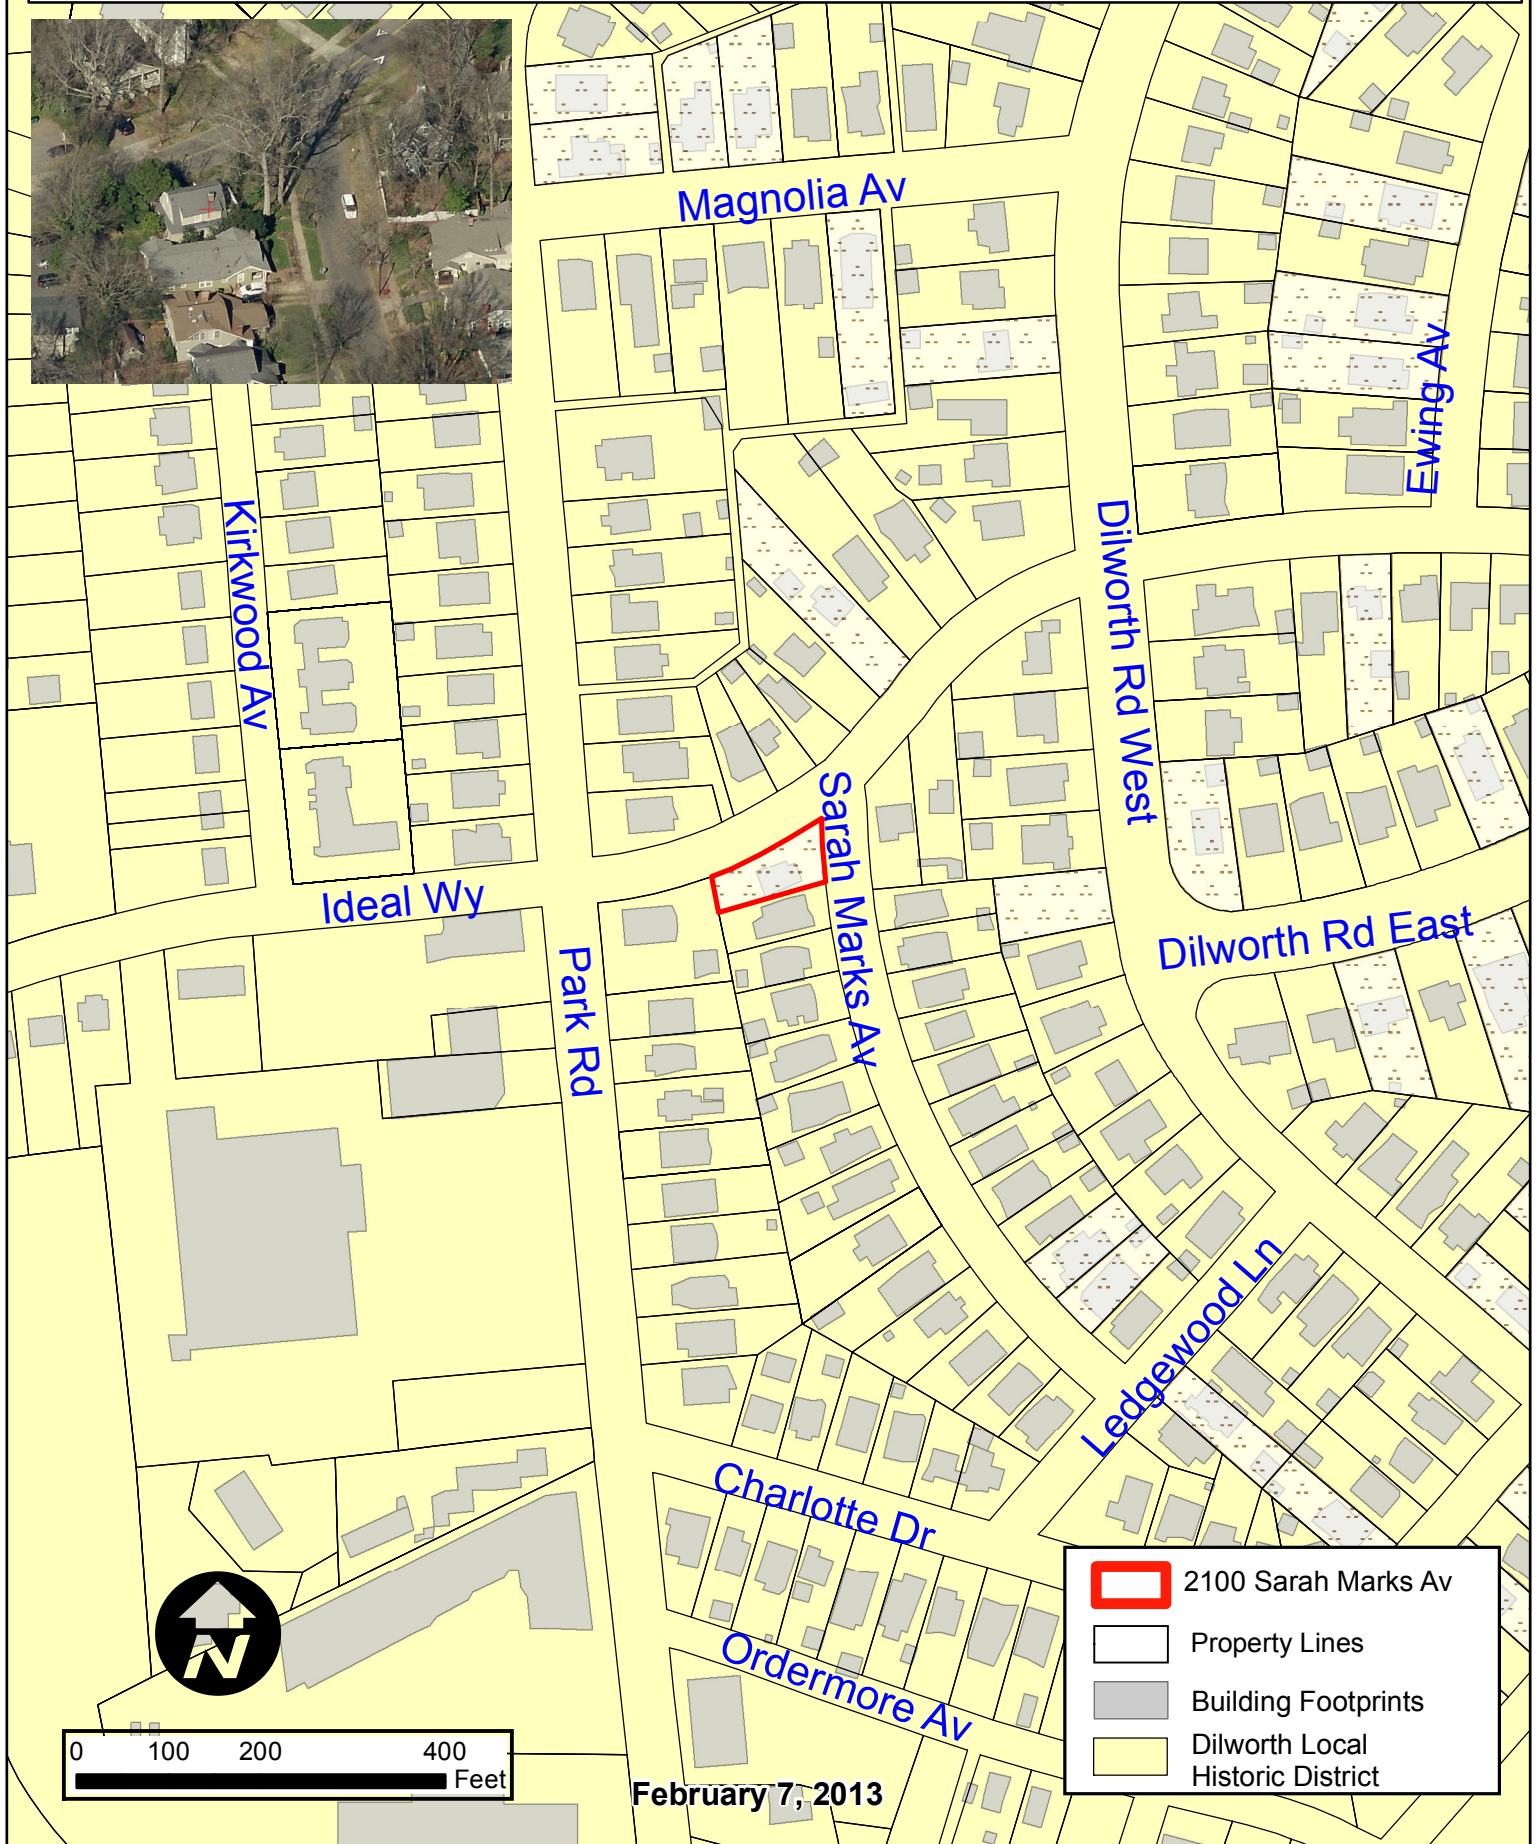 Magnolia Av
Ewing Av
Kirkwood Av
Dilworth Rd West
Sarah Marks Av
Ideal Wy
Dilworth Rd East
Park Rd
Ledgewood Ln
Charlotte Dr
Ordermore Av
N
2100 Sarah Marks Av
Property Lines
Building Footprints
Dilworth Local
Historic District
0 100 200 400
Feet
February 7, 2013